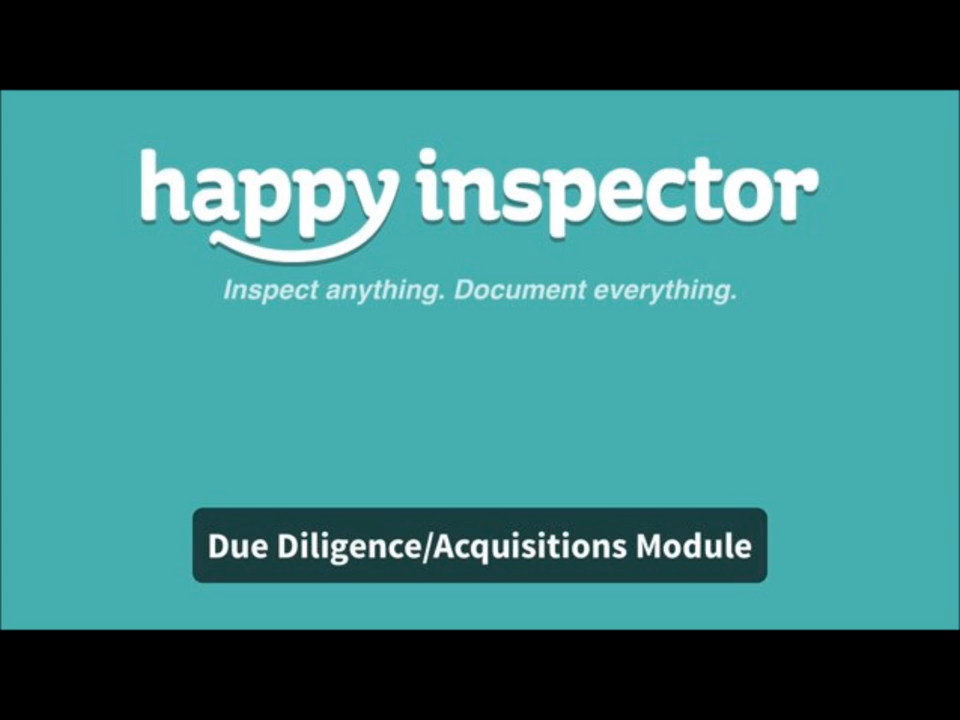 happy inspector
Inspect anything. Document everything.
Due Diligence/Acquisitions Module